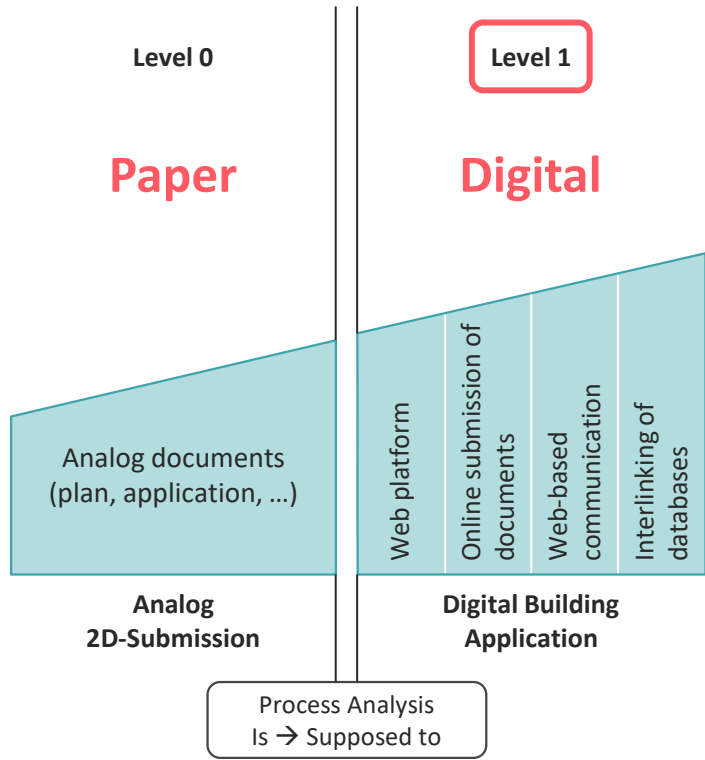 Level 0
Level 1
Paper
Digital
Analog documents
(plan, application, …)
Web platform
Online submission of
documents
Web-based
communication
Interlinking of
databases
Analog
2D-Submission
Digital Building
Application
Process Analysis
Is → Supposed to